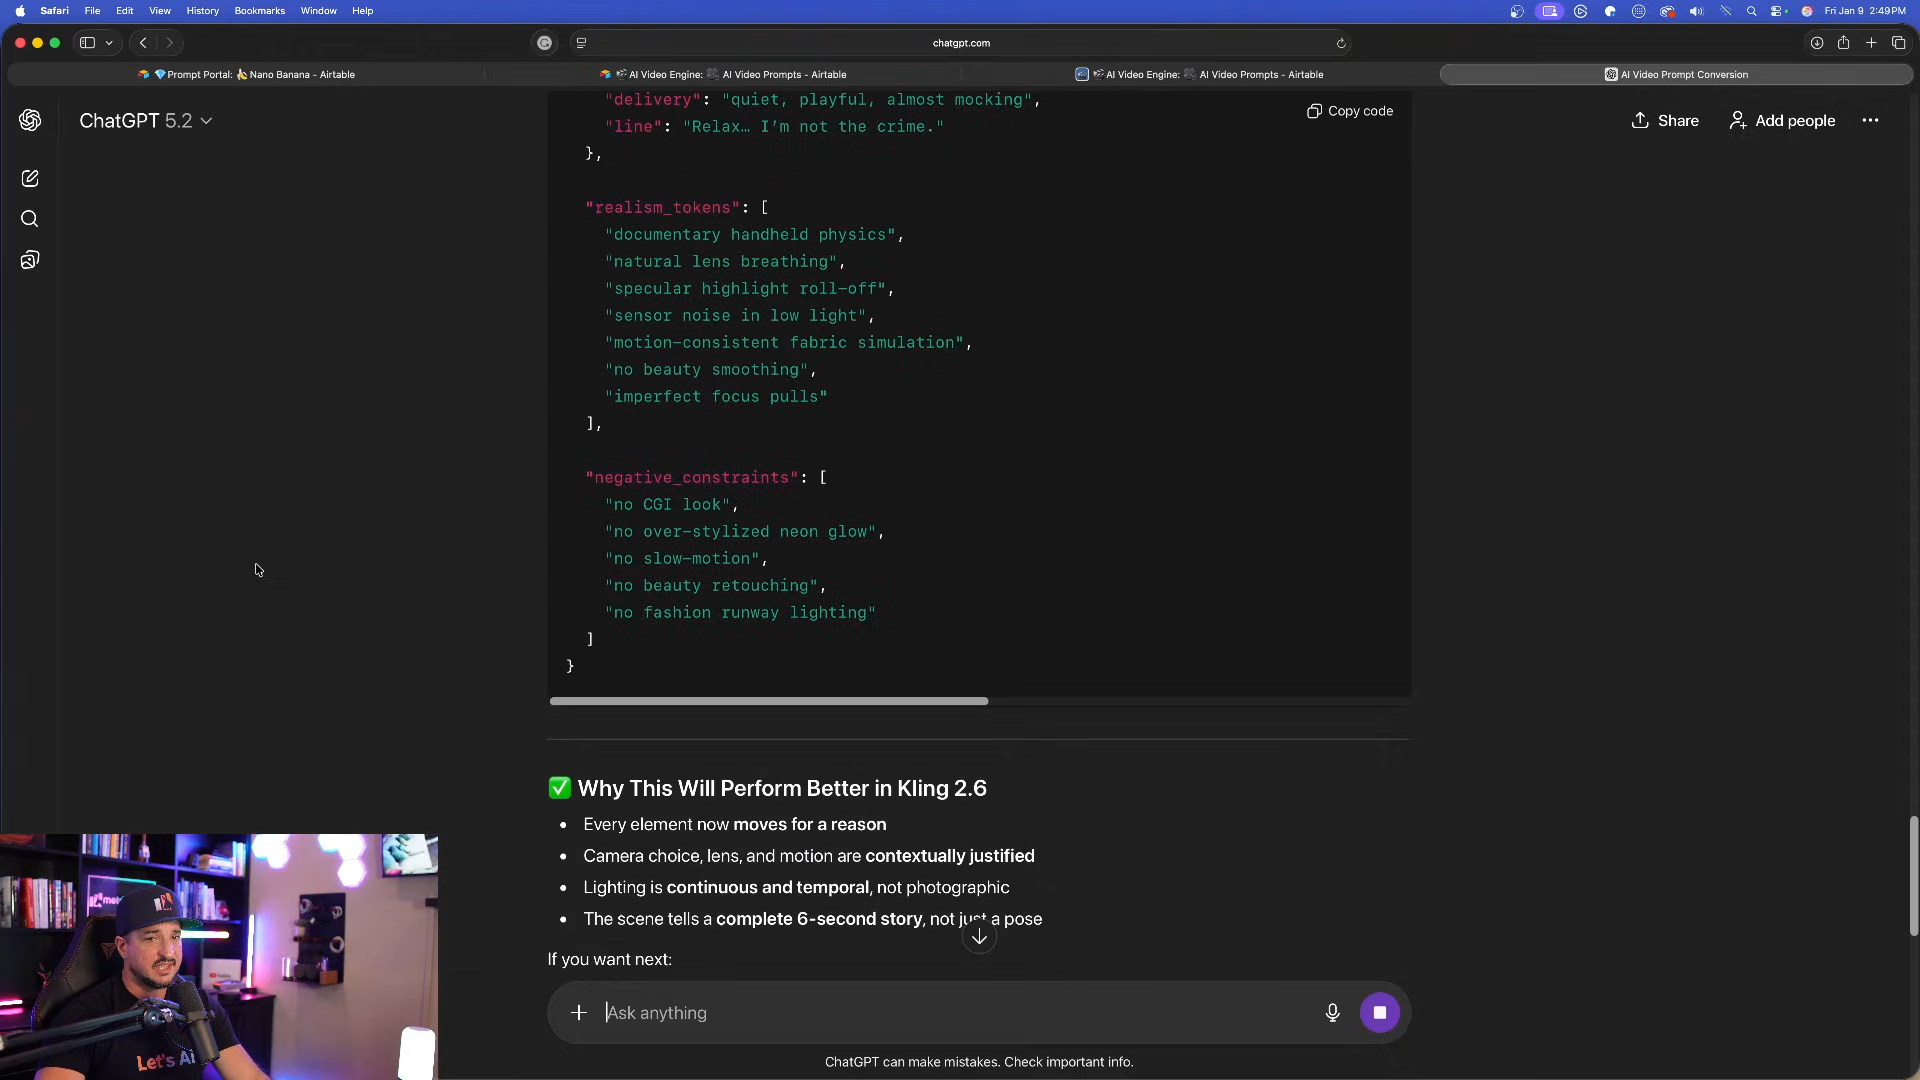 Safari File Edit View History Bookmarks Window Help
Fri Jan 9 2:49 PM
chatgpt.com
💎Prompt Portal: 🍌Nano Banana - Airtable
🎬AI Video Engine: 🎥 AI Video Prompts - Airtable
🎬AI Video Engine: 🎥 AI Video Prompts - Airtable
AI Video Prompt Conversion
ChatGPT 5.2
Share
Add people
Copy code
"delivery": "quiet, playful, almost mocking",
"line": "Relax… I'm not the crime."
},
"realism_tokens": [
"documentary handheld physics",
"natural lens breathing",
"specular highlight roll-off",
"sensor noise in low light",
"motion-consistent fabric simulation",
"no beauty smoothing",
"imperfect focus pulls"
],
"negative_constraints": [
"no CGI look",
"no over-stylized neon glow",
"no slow-motion",
"no beauty retouching",
"no fashion runway lighting"
]
}
✅ Why This Will Perform Better in Kling 2.6
• Every element now moves for a reason
• Camera choice, lens, and motion are contextually justified
• Lighting is continuous and temporal, not photographic
• The scene tells a complete 6-second story, not just a pose
If you want next:
Ask anything
ChatGPT can make mistakes. Check important info.
Let's Ai